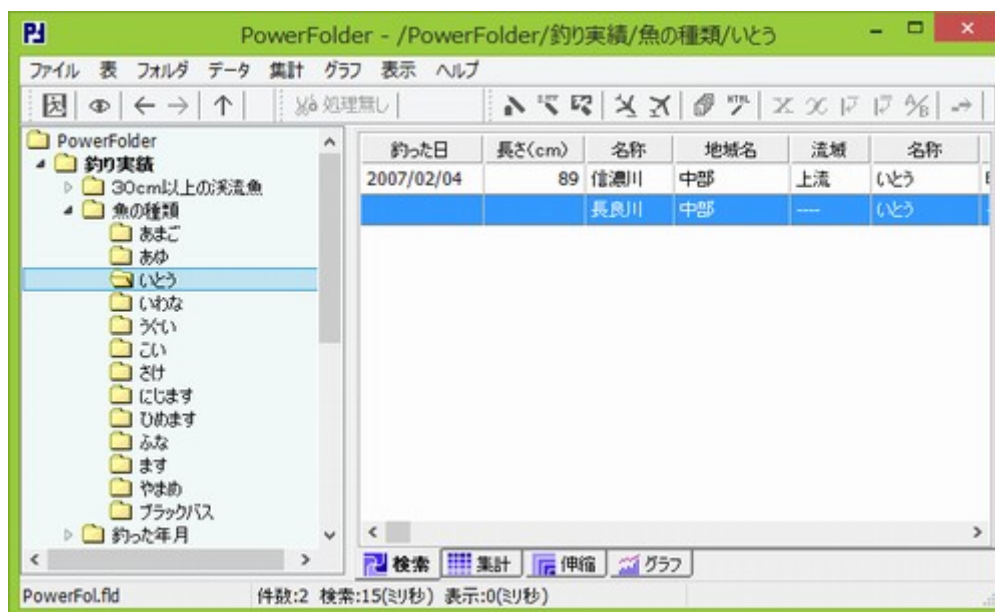 PowerFolder - /PowerFolder/釣り実績/魚の種類/いとう
ファイル 表 フォルダ データ 集計 グラフ 表示 ヘルプ
処理無し
PowerFolder
釣り実績
30cm以上の渓流魚
魚の種類
あまご
あゆ
いとう
いわな
うぐい
こい
さけ
にじます
ひめます
ふな
ます
やまめ
ブラックバス
釣った年月
釣った日 長さ(cm) 名称 地域名 流域 名称
2007/02/04 89 信濃川 中部 上流 いとう
長良川 中部 ---- いとう
検索 集計 伸縮 グラフ
PowerFol.fld 件数:2 検索:15(ミリ秒) 表示:0(ミリ秒)